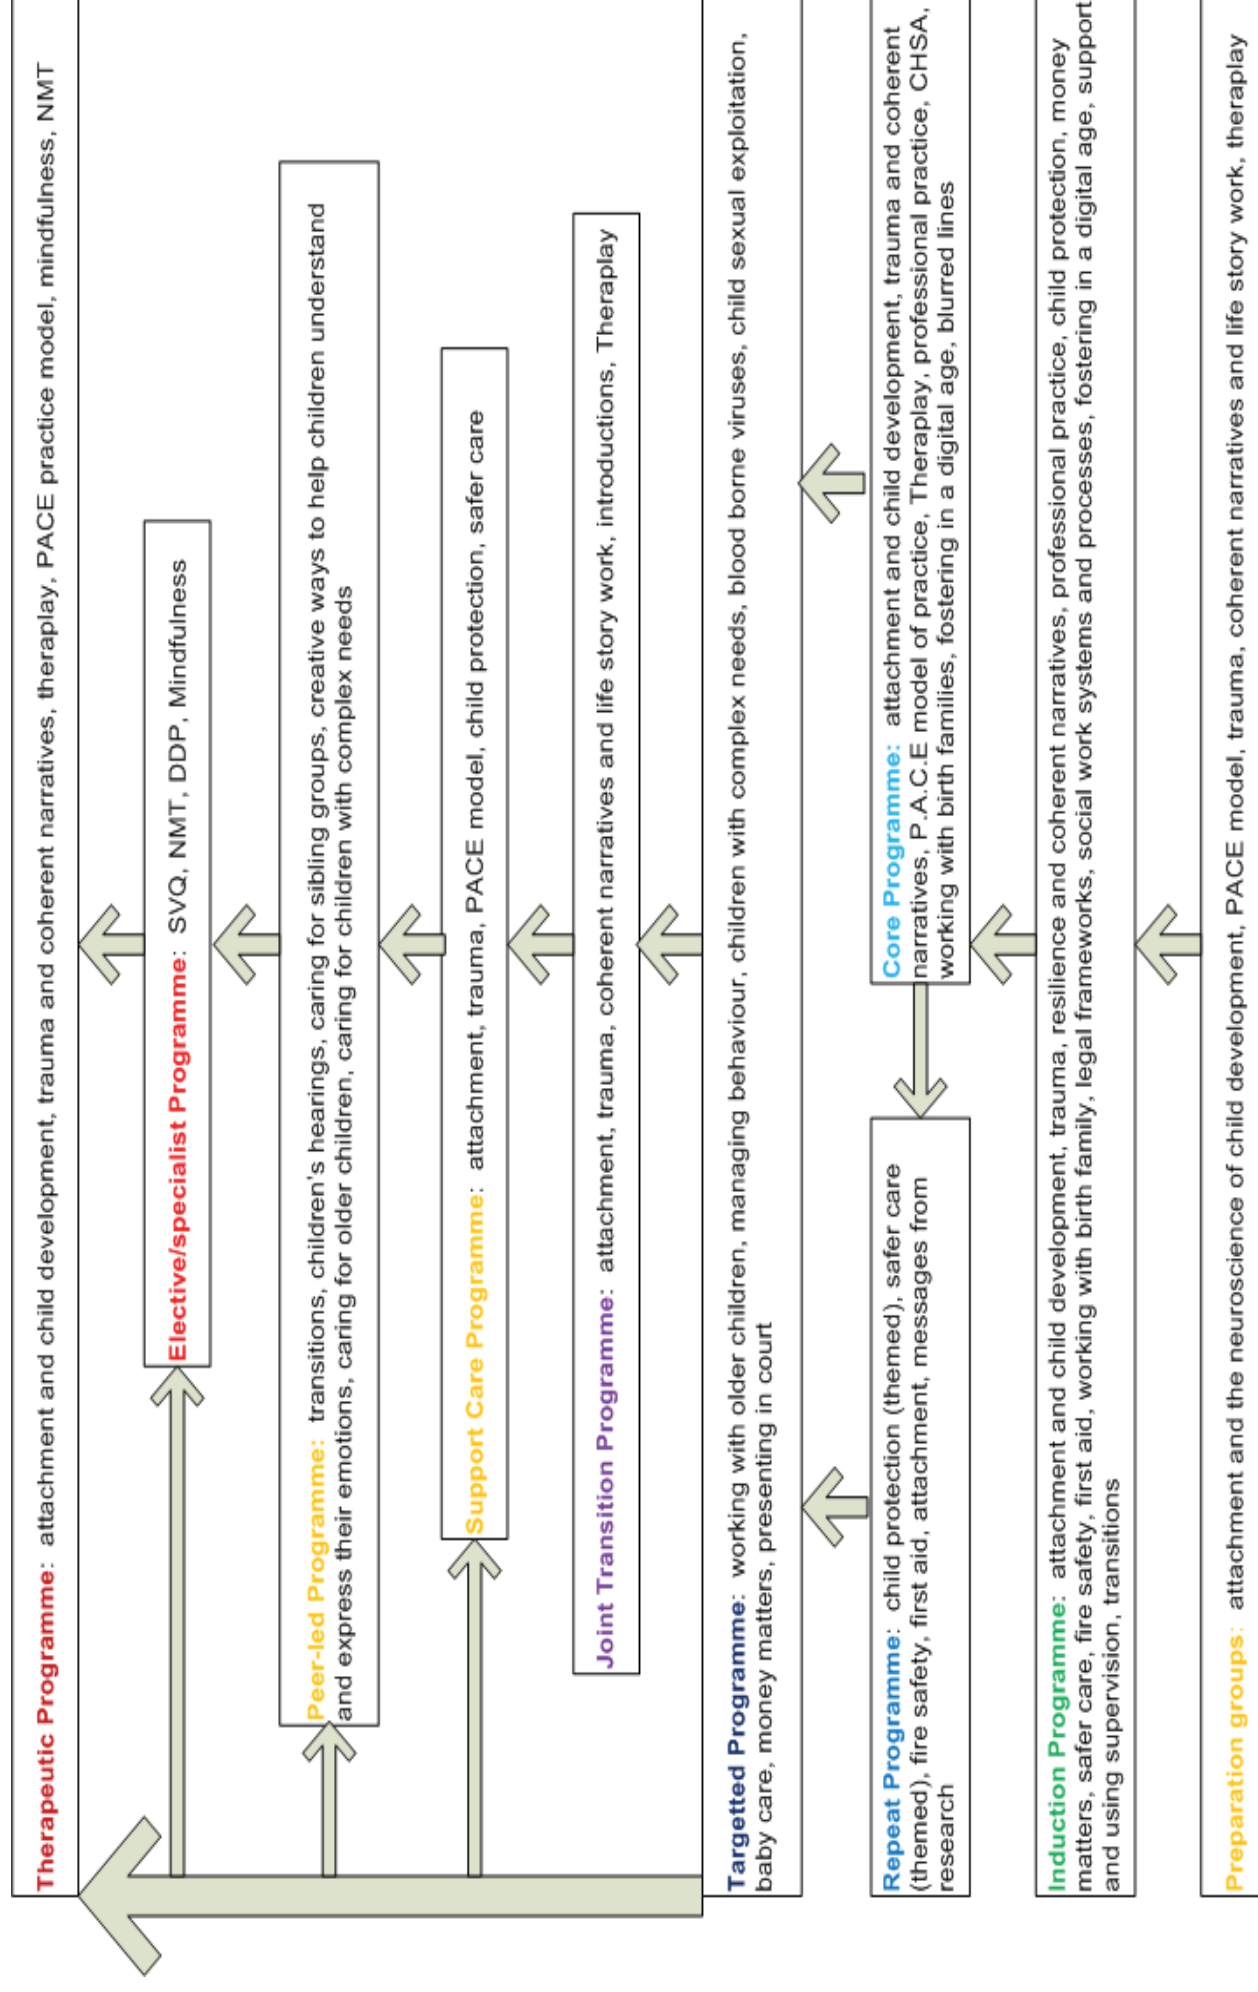 Therapeutic Programme: attachment and child development, trauma and coherent narratives, theraplay, PACE practice model, mindfulness, NMT
Elective/specialist Programme: SVQ, NMT, DDP, Mindfulness
Peer-led Programme: transitions, children's hearings, caring for sibling groups, creative ways to help children understand
and express their emotions, caring for older children, caring for children with complex needs
Support Care Programme: attachment, trauma, PACE model, child protection, safer care
Joint Transition Programme: attachment, trauma, coherent narratives and life story work, introductions, Theraplay
Targetted Programme: working with older children, managing behaviour, children with complex needs, blood borne viruses, child sexual exploitation,
baby care, money matters, presenting in court
Repeat Programme: child protection (themed), safer care
(themed), fire safety, first aid, attachment, messages from
research
Core Programme: attachment and child development, trauma and coherent
narratives, P.A.C.E model of practice, Theraplay, professional practice, CHSA,
working with birth families, fostering in a digital age, blurred lines
Induction Programme: attachment and child development, trauma, resilience and coherent narratives, professional practice, child protection, money
matters, safer care, fire safety, first aid, working with birth family, legal frameworks, social work systems and processes, fostering in a digital age, support
and using supervision, transitions
Preparation groups: attachment and the neuroscience of child development, PACE model, trauma, coherent narratives and life story work, theraplay